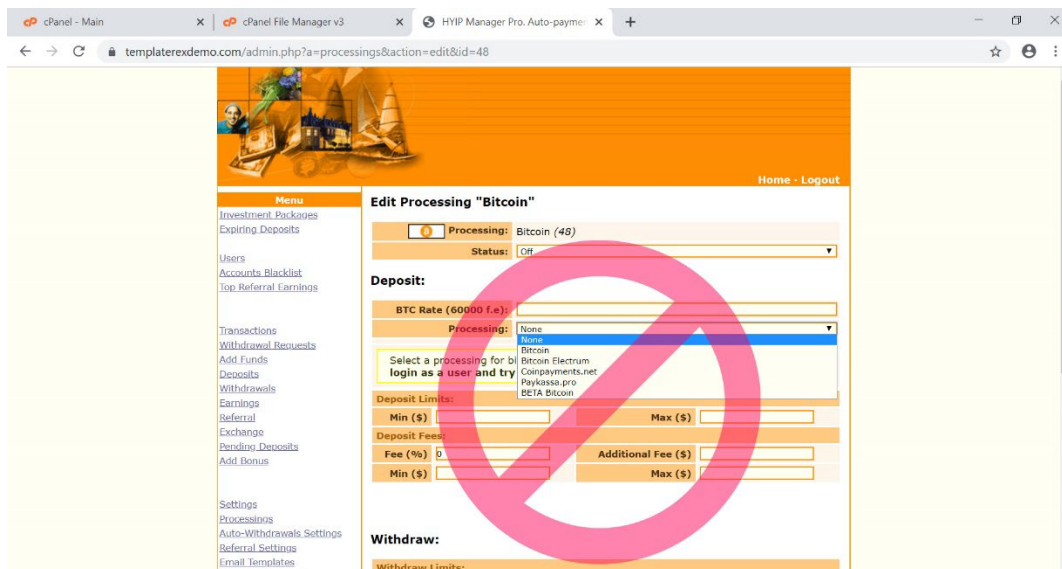 cPanel - Main
cPanel File Manager v3
HYIP Manager Pro. Auto-paymen
templaterexdemo.com/admin.php?a=processings&action=edit&id=48
Home - Logout
Menu
Investment Packages
Expiring Deposits
Users
Accounts Blacklist
Top Referral Earnings
Transactions
Withdrawal Requests
Add Funds
Deposits
Withdrawals
Earnings
Referral
Exchange
Pending Deposits
Add Bonus
Settings
Processings
Auto-Withdrawals Settings
Referral Settings
Email Templates
Edit Processing "Bitcoin"
Processing: Bitcoin (48)
Status: Off
Deposit:
BTC Rate (60000 f.e):
Processing: None
None
Bitcoin
Bitcoin Electrum
Coinpayments.net
Paykassa.pro
BETA Bitcoin
Select a processing for bi
login as a user and try
Deposit Limits:
Min ($) Max ($)
Deposit Fees:
Fee (%) 0 Additional Fee ($)
Min ($) Max ($)
Withdraw:
Withdraw Limits: